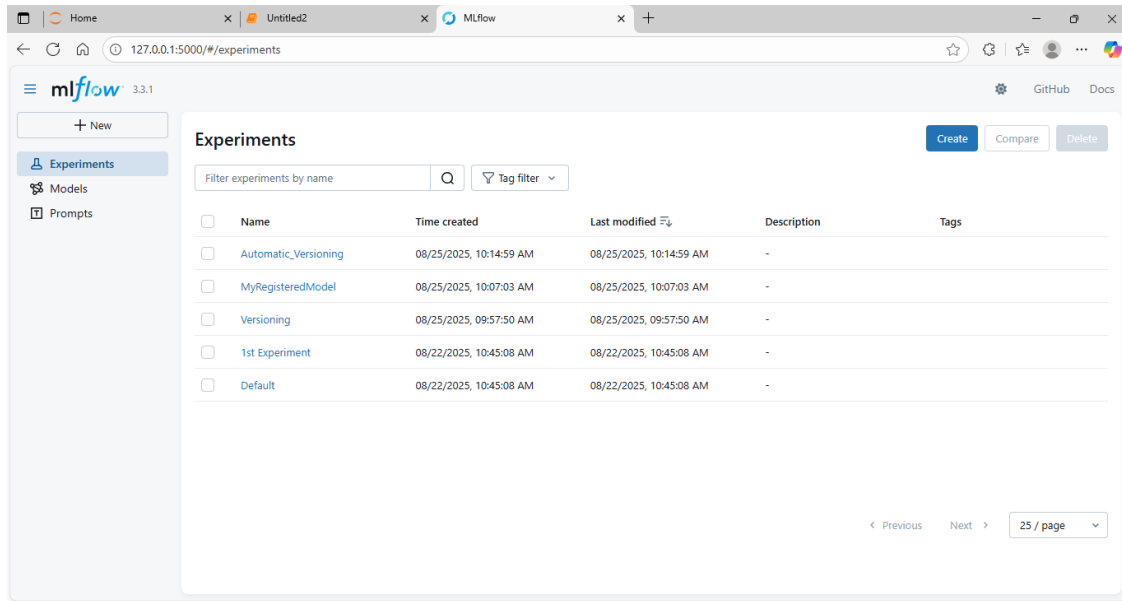 Home Untitled2 MLflow
127.0.0.1:5000/#/experiments
mlflow 3.3.1 GitHub Docs
+ New
Experiments
Models
Prompts
Experiments Create Compare Delete
Filter experiments by name Tag filter
Name Time created Last modified Description Tags
Automatic_Versioning 08/25/2025, 10:14:59 AM 08/25/2025, 10:14:59 AM -
MyRegisteredModel 08/25/2025, 10:07:03 AM 08/25/2025, 10:07:03 AM -
Versioning 08/25/2025, 09:57:50 AM 08/25/2025, 09:57:50 AM -
1st Experiment 08/22/2025, 10:45:08 AM 08/22/2025, 10:45:08 AM -
Default 08/22/2025, 10:45:08 AM 08/22/2025, 10:45:08 AM -
Previous Next 25 / page